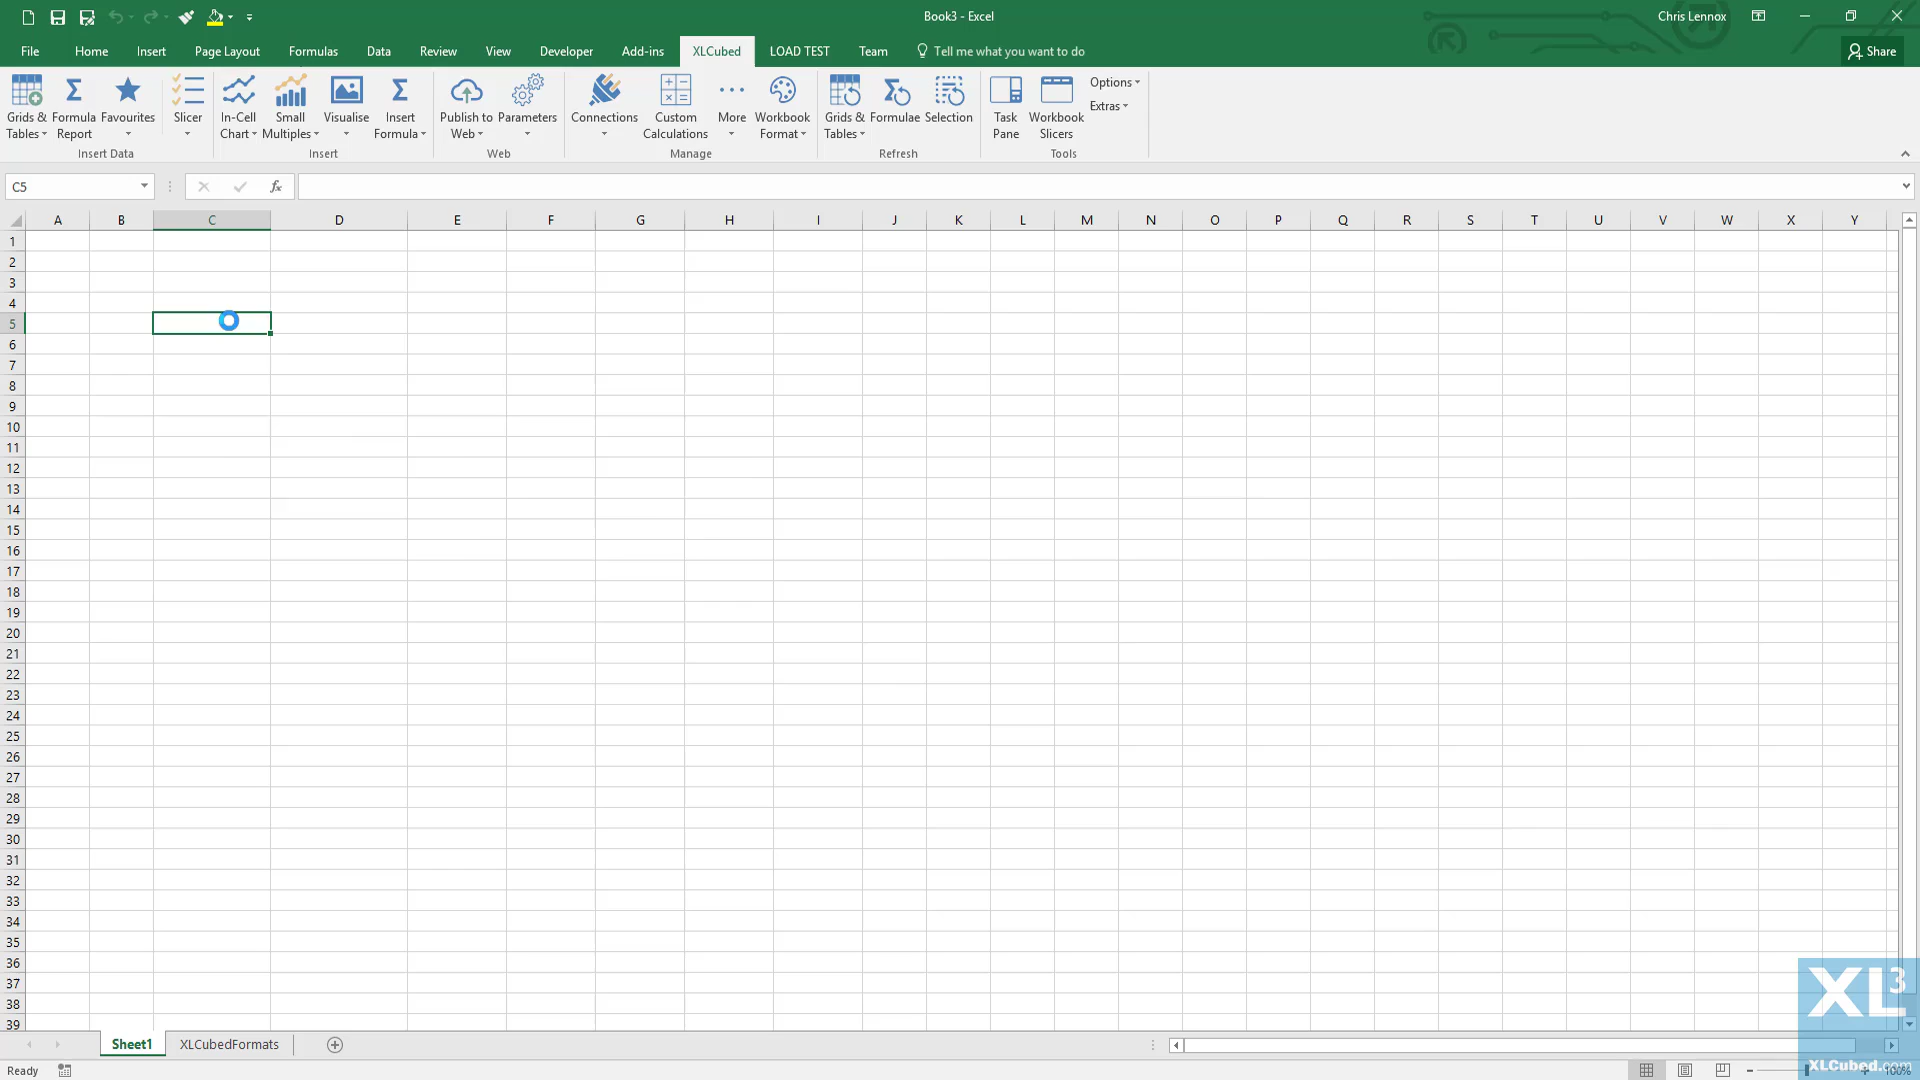 Book3 - Excel
Chris Lennox
File Home Insert Page Layout Formulas Data Review View Developer Add-ins XLCubed LOAD TEST Team Tell me what you want to do Share
Grids & Tables
Formula Report
Favourites
Slicer
In-Cell Chart
Small Multiples
Visualise
Insert Formula
Publish to Web
Parameters
Connections
Custom Calculations
More
Workbook Format
Grids & Tables
Formulae
Selection
Task Pane
Workbook Slicers
Options
Extras
Insert Data Insert Web Manage Refresh Tools
C5 fx
A B C D E F G H I J K L M N O P Q R S T U V W X Y
1
2
3
4
5
6
7
8
9
10
11
12
13
14
15
16
17
18
19
20
21
22
23
24
25
26
27
28
29
30
31
32
33
34
35
36
37
38
39
XL3
Sheet1 XLCubedFormats
XLCubed.com
Ready 100%